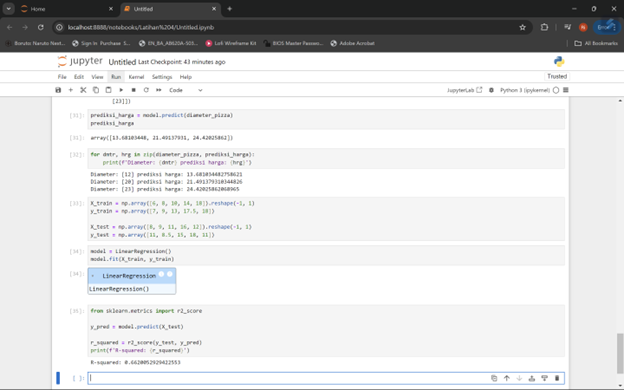 Home
Untitled
localhost:8888/notebooks/Latihan%204/Untitled.ipynb
Boruto: Naruto Next...
Sign in
EN_B4_AB620A-S03...
Lofi Wireframe Kit
BIOS Master Passwo...
Adobe Acrobat
All Bookmarks
jupyter Untitled Last Checkpoint: 43 minutes ago
File Edit View Run Kernel Settings Help
Trusted
Code
JupyterLab
Python 3 (ipykernel)
[23]])
[31]: prediksi_harga = model.predict(diameter_pizza)
prediksi_harga
[31]: array([13.68103448, 21.49137931, 24.42025862])
[32]: for dmtr, hrg in zip(diameter_pizza, prediksi_harga):
print(f'Diameter: {dmtr} prediksi harga: {hrg}')
Diameter: [12] prediksi harga: 13.681034482758621
Diameter: [20] prediksi harga: 21.491379310344826
Diameter: [23] prediksi harga: 24.42025862068965
[33]: X_train = np.array([6, 8, 10, 14, 18]).reshape(-1, 1)
y_train = np.array([7, 9, 13, 17.5, 18])
X_test = np.array([8, 9, 11, 16, 12]).reshape(-1, 1)
y_test = np.array([11, 8.5, 15, 18, 11])
[34]: model = LinearRegression()
model.fit(X_train, y_train)
[34]: LinearRegression
LinearRegression()
[35]: from sklearn.metrics import r2_score
y_pred = model.predict(X_test)
r_squared = r2_score(y_test, y_pred)
print(f'R-squared: {r_squared}')
R-squared: 0.6620052929422553
[ ]: